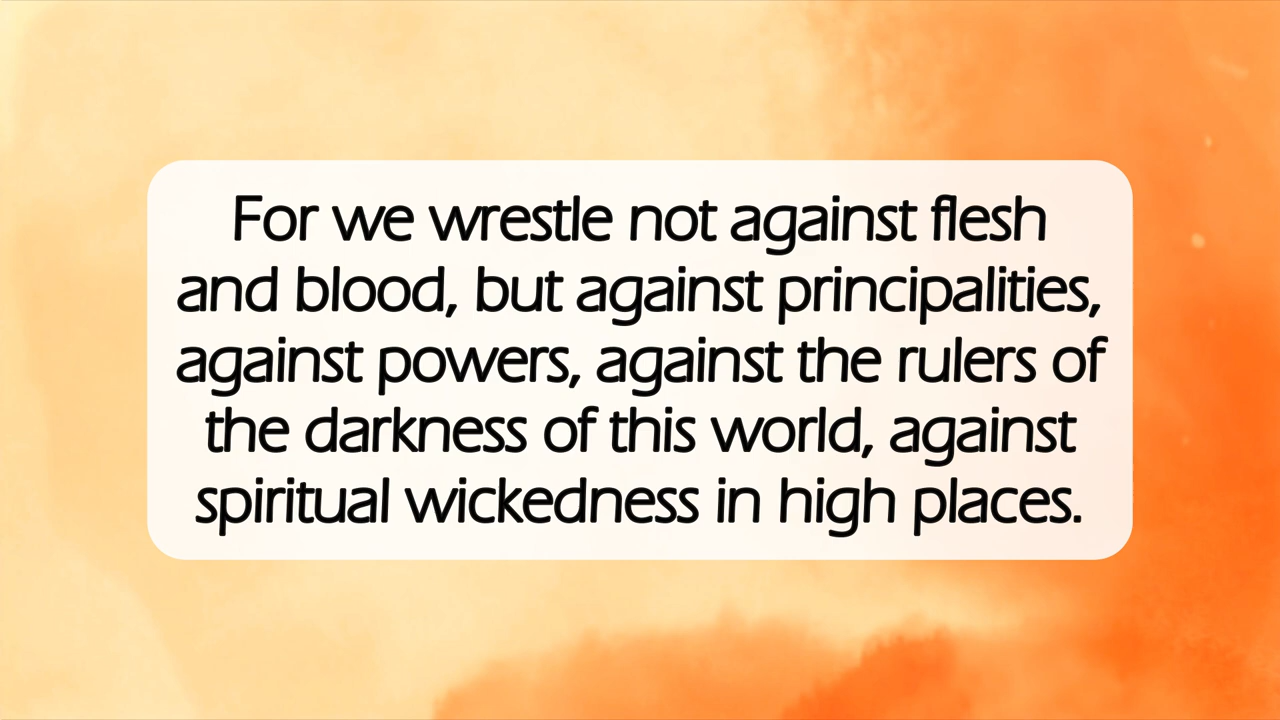 For we wrestle not against flesh
and blood, but against principalities,
against powers, against the rulers of
the darkness of this world, against
spiritual wickedness in high places.